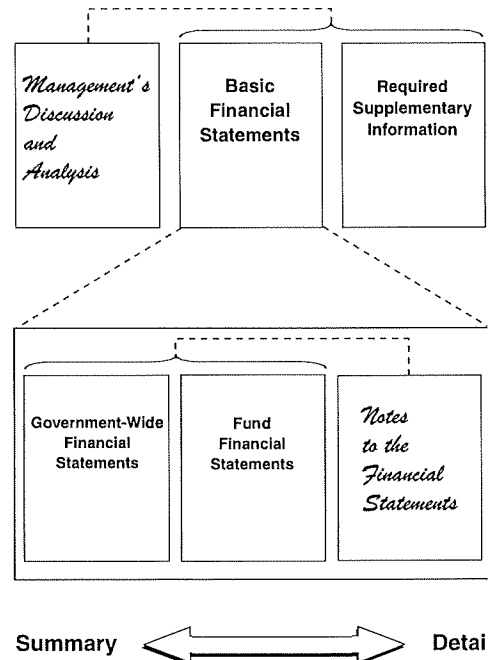 Management's
Discussion
and
Analysis
Basic
Financial
Statements
Required
Supplementary
Information
Government-Wide
Financial
Statements
Fund
Financial
Statements
Notes
to the
Financial
Statements
Summary
Detai